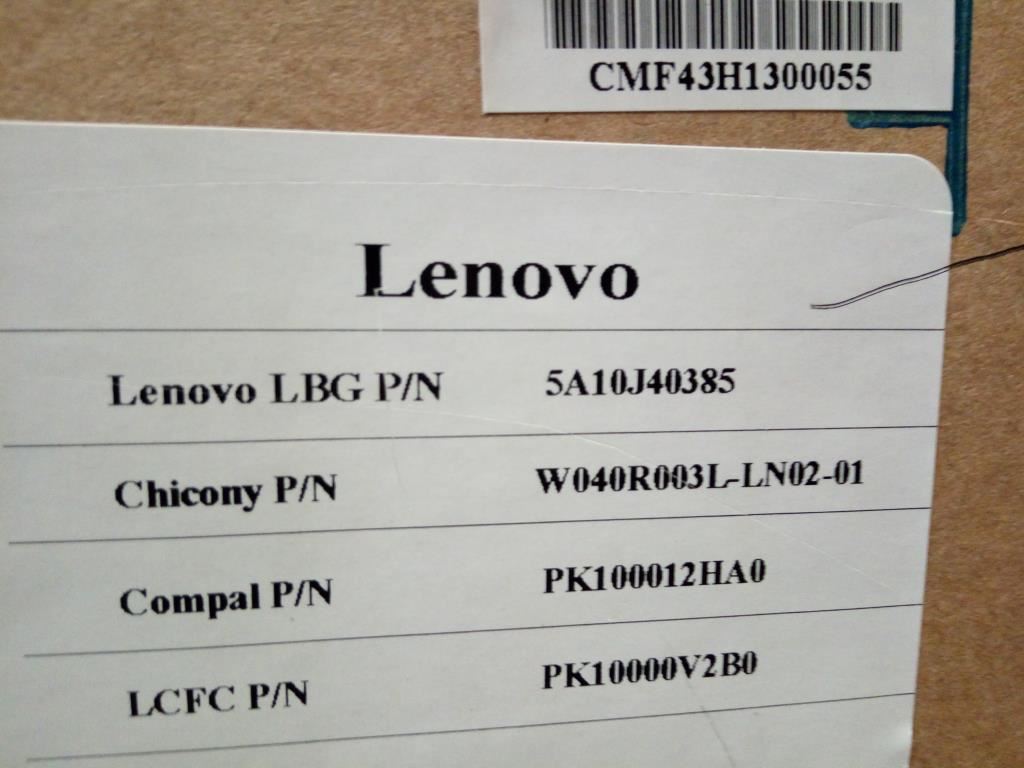 CMF43H1300055
Lenovo
Lenovo LBG P/N 5A10J40385
Chicony P/N W040R003L-LN02-01
Compal P/N PK100012HA0
LCFC P/N PK10000V2B0